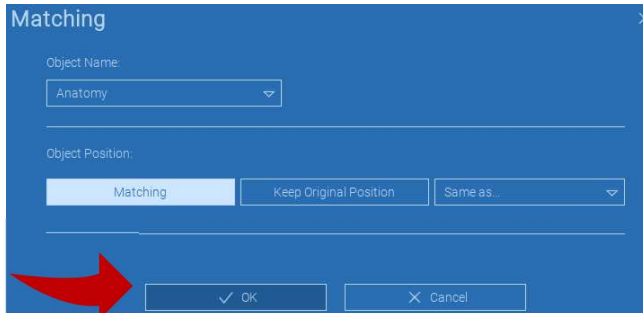 Matching
Object Name:
Anatomy
Object Position:
Matching Keep Original Position Same as...
OK Cancel